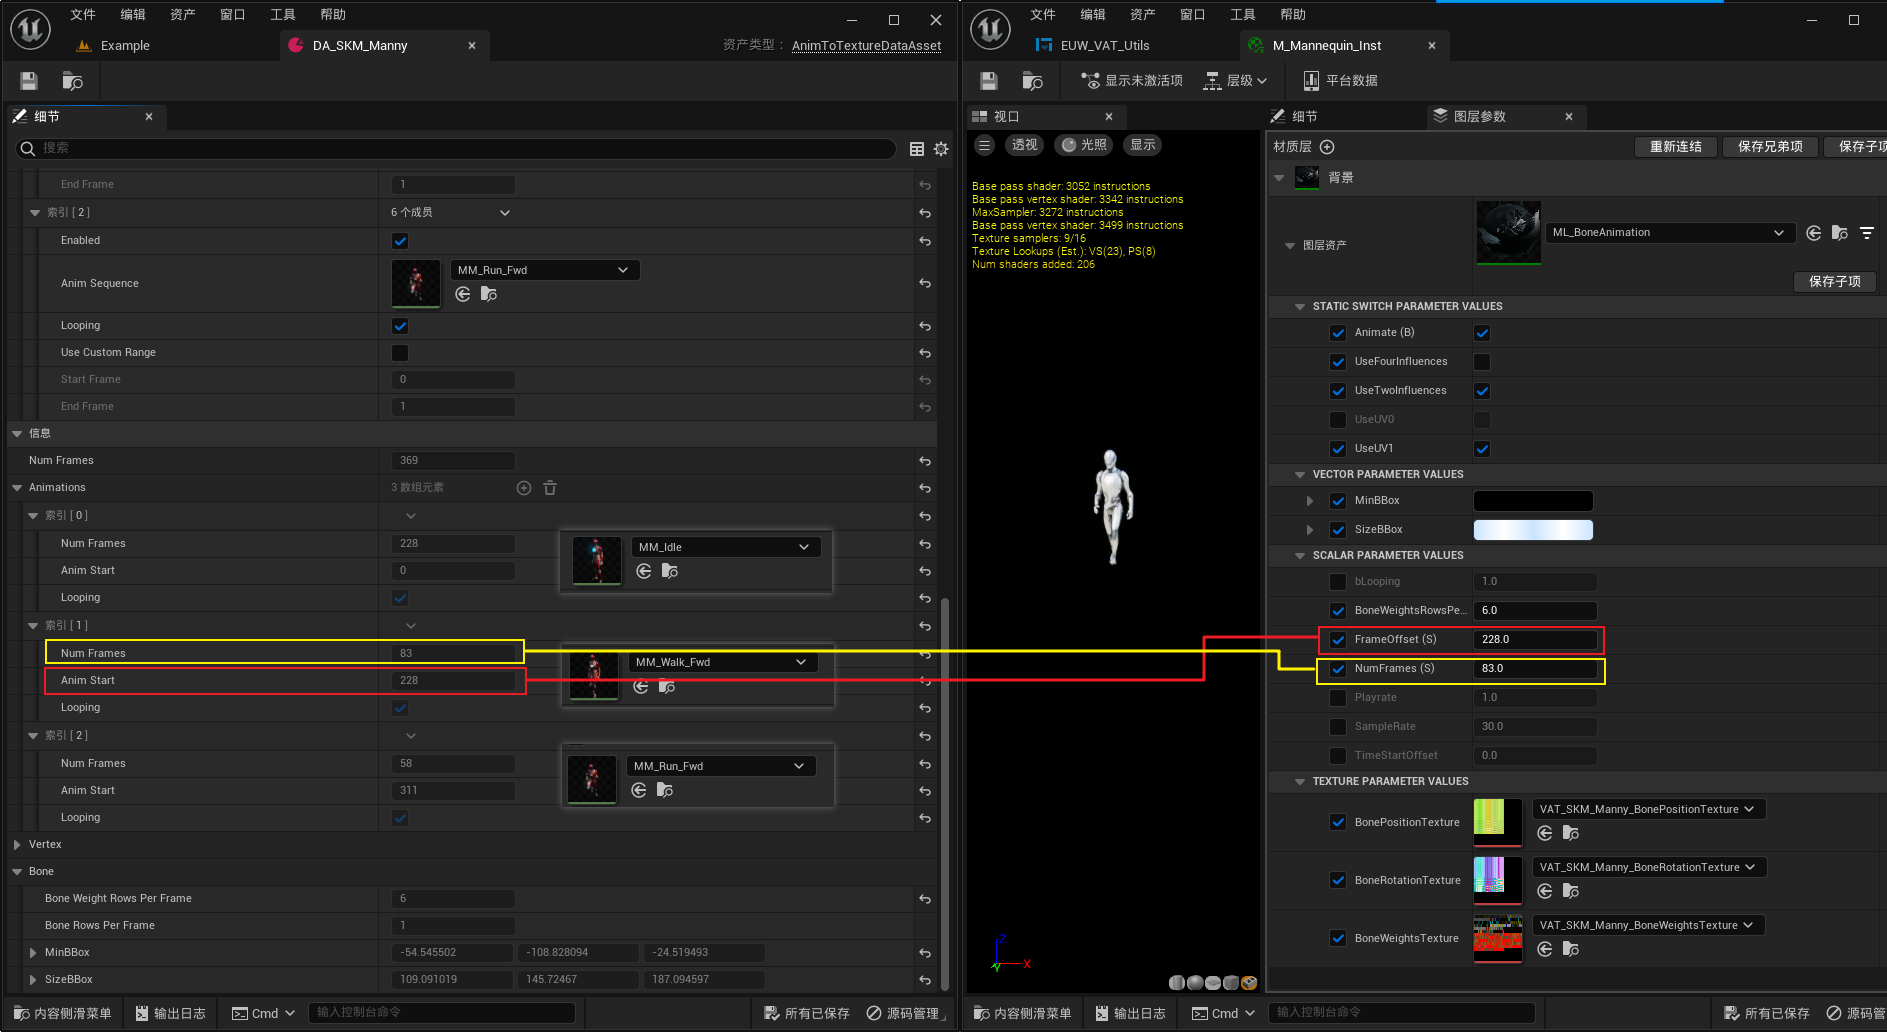 文件 编辑 资产 窗口 工具 帮助
Example
DA_SKM_Manny
资产类型： AnimToTextureDataAsset
细节
搜索
End Frame 1
索引 [ 2 ] 6 个成员
Enabled
Anim Sequence MM_Run_Fwd
Looping
Use Custom Range
Start Frame 0
End Frame 1
信息
Num Frames 369
Animations 3 数组元素
索引 [ 0 ]
Num Frames 228
MM_Idle
Anim Start 0
Looping
索引 [ 1 ]
Num Frames 83
MM_Walk_Fwd
Anim Start 228
Looping
索引 [ 2 ]
Num Frames 58
MM_Run_Fwd
Anim Start 311
Looping
Vertex
Bone
Bone Weight Rows Per Frame 6
Bone Rows Per Frame 1
MinBBox -54.545502 -108.828094 -24.519493
SizeBBox 109.091019 145.72467 187.094597
内容侧滑菜单 输出日志 Cmd 输入控制台命令 所有已保存 源码管理
文件 编辑 资产 窗口 工具 帮助
EUW_VAT_Utils
M_Mannequin_Inst
显示未激活项 层级 平台数据
视口
透视 光照 显示
Base pass shader: 3052 instructions
Base pass vertex shader: 3342 instructions
MaxSampler: 3272 instructions
Base pass vertex shader: 3499 instructions
Texture samplers: 9/16
Texture Lookups (Est.): VS(23), PS(8)
Num shaders added: 206
Z
X
Y
细节 图层参数
材质层 重新连结 保存兄弟项 保存子项
背景
图层资产 ML_BoneAnimation
保存子项
STATIC SWITCH PARAMETER VALUES
Animate (B)
UseFourInfluences
UseTwoInfluences
UseUV0
UseUV1
VECTOR PARAMETER VALUES
MinBBox
SizeBBox
SCALAR PARAMETER VALUES
bLooping 1.0
BoneWeightsRowsPe... 6.0
FrameOffset (S) 228.0
NumFrames (S) 83.0
Playrate 1.0
SampleRate 30.0
TimeStartOffset 0.0
TEXTURE PARAMETER VALUES
BonePositionTexture VAT_SKM_Manny_BonePositionTexture
BoneRotationTexture VAT_SKM_Manny_BoneRotationTexture
BoneWeightsTexture VAT_SKM_Manny_BoneWeightsTexture
内容侧滑菜单 输出日志 Cmd 输入控制台命令 所有已保存 源码管